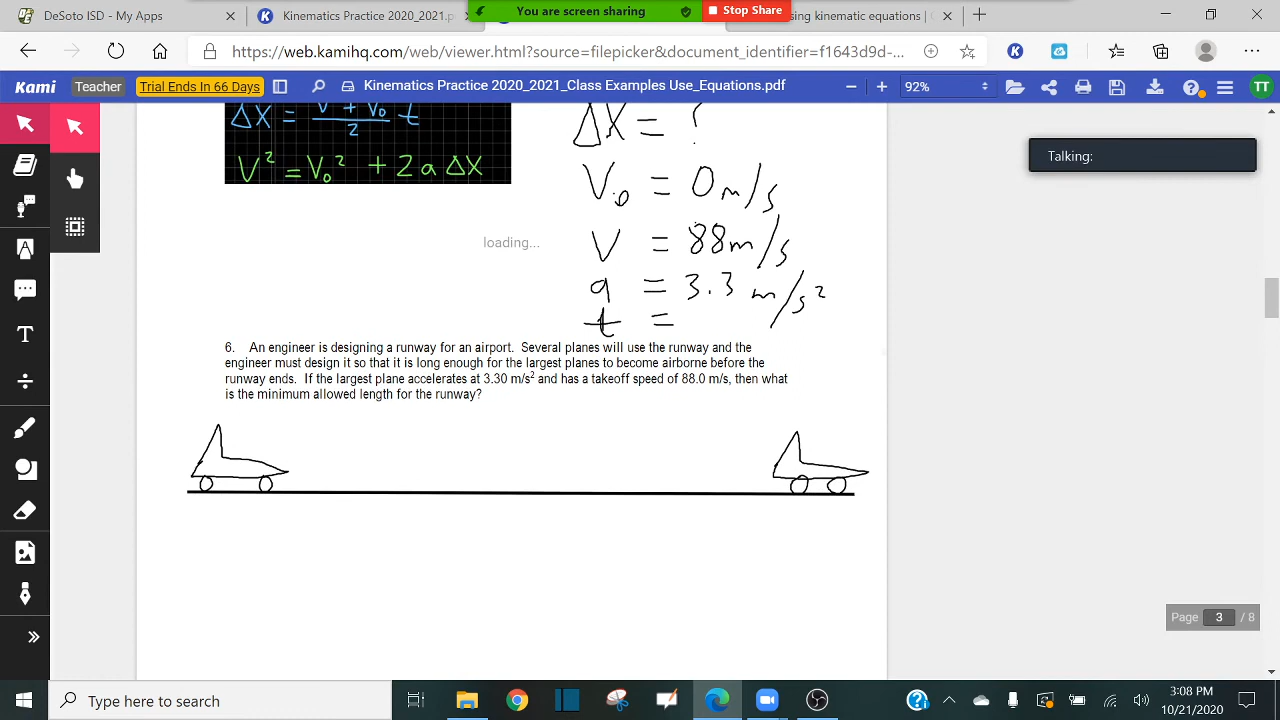 K My Apps
Kinematics Practice 2020_2021.p
You are screen sharing
Stop Share
sing kinematic equations | C
https://web.kamihq.com/web/viewer.html?source=filepicker&document_identifier=f1643d9d-...
Kami Teacher Trial Ends In 66 Days Kinematics Practice 2020_2021_Class Examples Use_Equations.pdf 92% TT
Talking:
ΔX = V + V₀ / 2 t
V² = V₀² + 2 a ΔX
ΔX = ?
V₀ = 0 m/s
V = 88 m/s
a = 3.3 m/s²
t =
loading...
6. An engineer is designing a runway for an airport. Several planes will use the runway and the
engineer must design it so that it is long enough for the largest planes to become airborne before the
runway ends. If the largest plane accelerates at 3.30 m/s² and has a takeoff speed of 88.0 m/s, then what
is the minimum allowed length for the runway?
Page 3 / 8
Type here to search
3:08 PM
10/21/2020